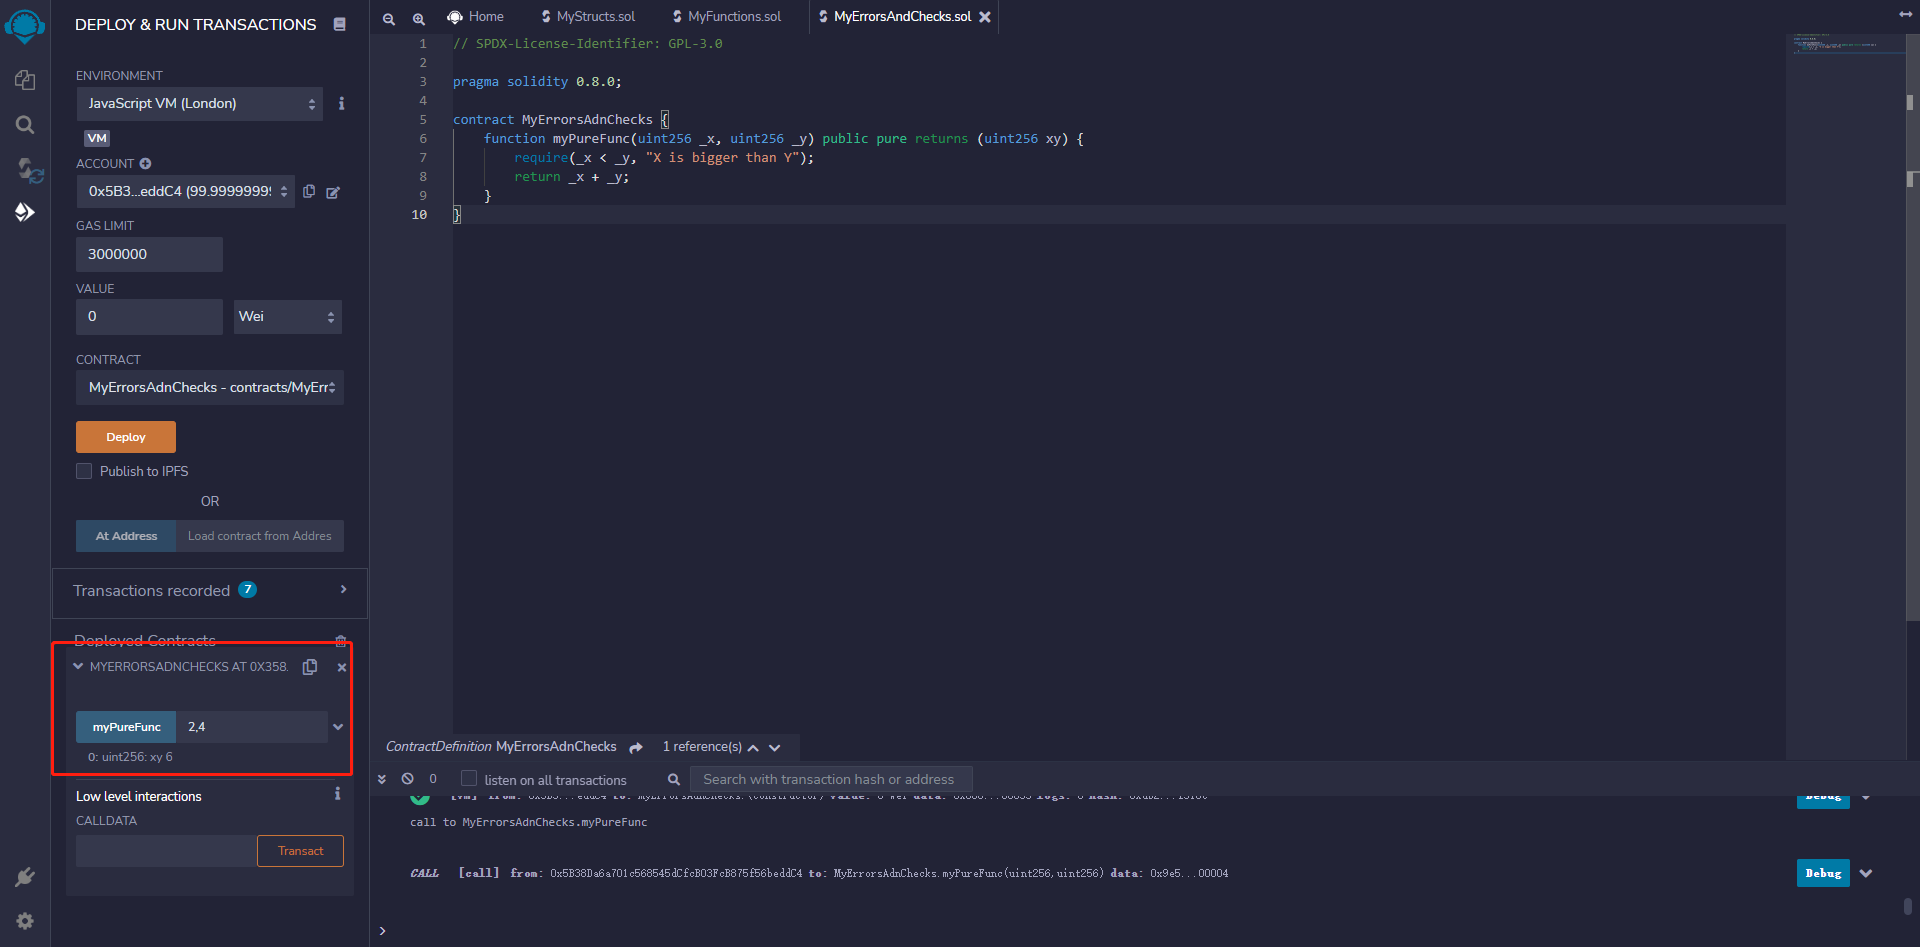 DEPLOY & RUN TRANSACTIONS
ENVIRONMENT
JavaScript VM (London)
VM
ACCOUNT
0x5B3...eddC4 (99.9999999
GAS LIMIT
3000000
VALUE
0
Wei
CONTRACT
MyErrorsAdnChecks - contracts/MyErr
Deploy
Publish to IPFS
OR
At Address
Load contract from Addres
Transactions recorded 7
Deployed Contracts
MYERRORSADNCHECKS AT 0X358.
myPureFunc
2,4
0: uint256: xy 6
Low level interactions
CALLDATA
Transact
Home
MyStructs.sol
MyFunctions.sol
MyErrorsAndChecks.sol
1 // SPDX-License-Identifier: GPL-3.0
2
3 pragma solidity 0.8.0;
4
5 contract MyErrorsAdnChecks {
6 function myPureFunc(uint256 _x, uint256 _y) public pure returns (uint256 xy) {
7 require(_x < _y, "X is bigger than Y");
8 return _x + _y;
9 }
10 }
ContractDefinition MyErrorsAdnChecks 1 reference(s)
0
listen on all transactions
Search with transaction hash or address
Debug
call to MyErrorsAdnChecks.myPureFunc
CALL [call] from: 0x5B38Da6a701c568545dCfcB03FcB875f56beddC4 to: MyErrorsAdnChecks.myPureFunc(uint256,uint256) data: 0x9e5...00004
Debug
>